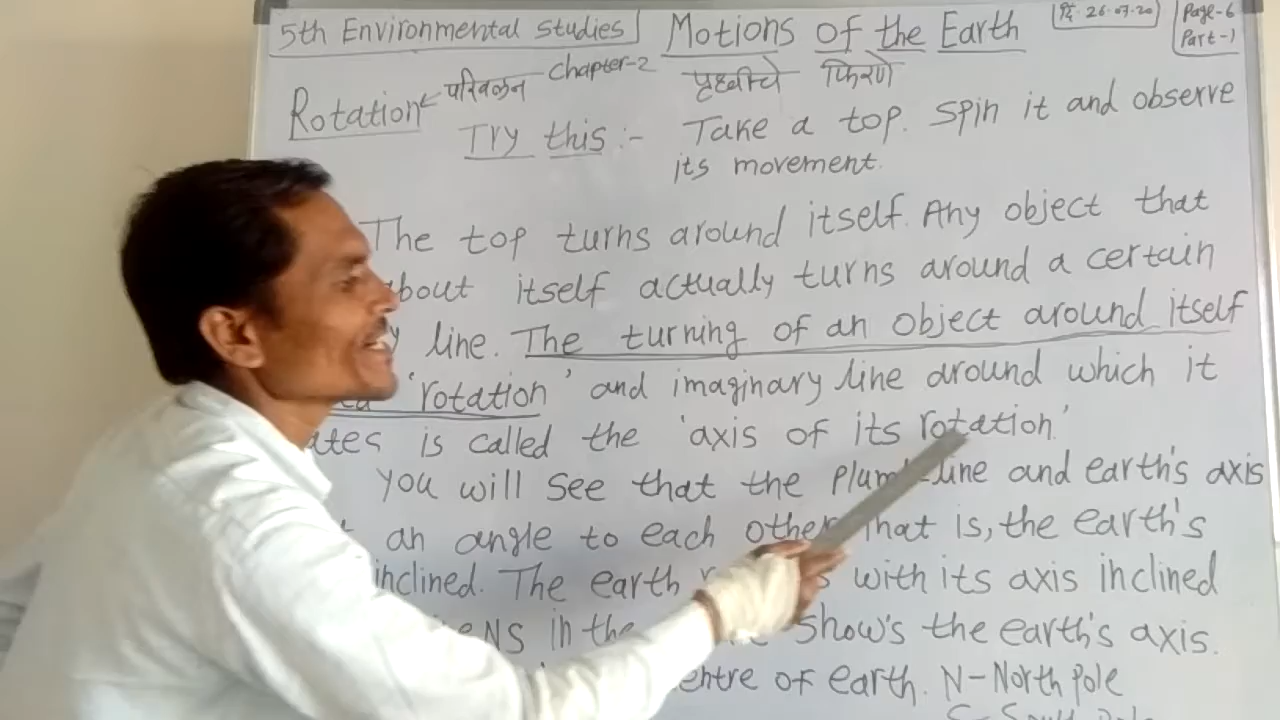 5th Environmental Studies Motions of the Earth दि. 26.07.20 Page-6
Part-1
Chapter-2 पृथ्वीचे फिरणे
Rotation परिवलन
Try this :- Take a top. Spin it and observe
its movement.
The top turns around itself. Any object that
about itself actually turns around a certain
line. The turning of an object around itself
'rotation' and imaginary line around which it
is called the 'axis of its rotation'
You will see that the line and earth's axis
an angle to each other that is, the earth's
inclined. The earth with its axis inclined
NS in the show's the earth's axis.
centre of earth. N-North Pole
S-South Pole